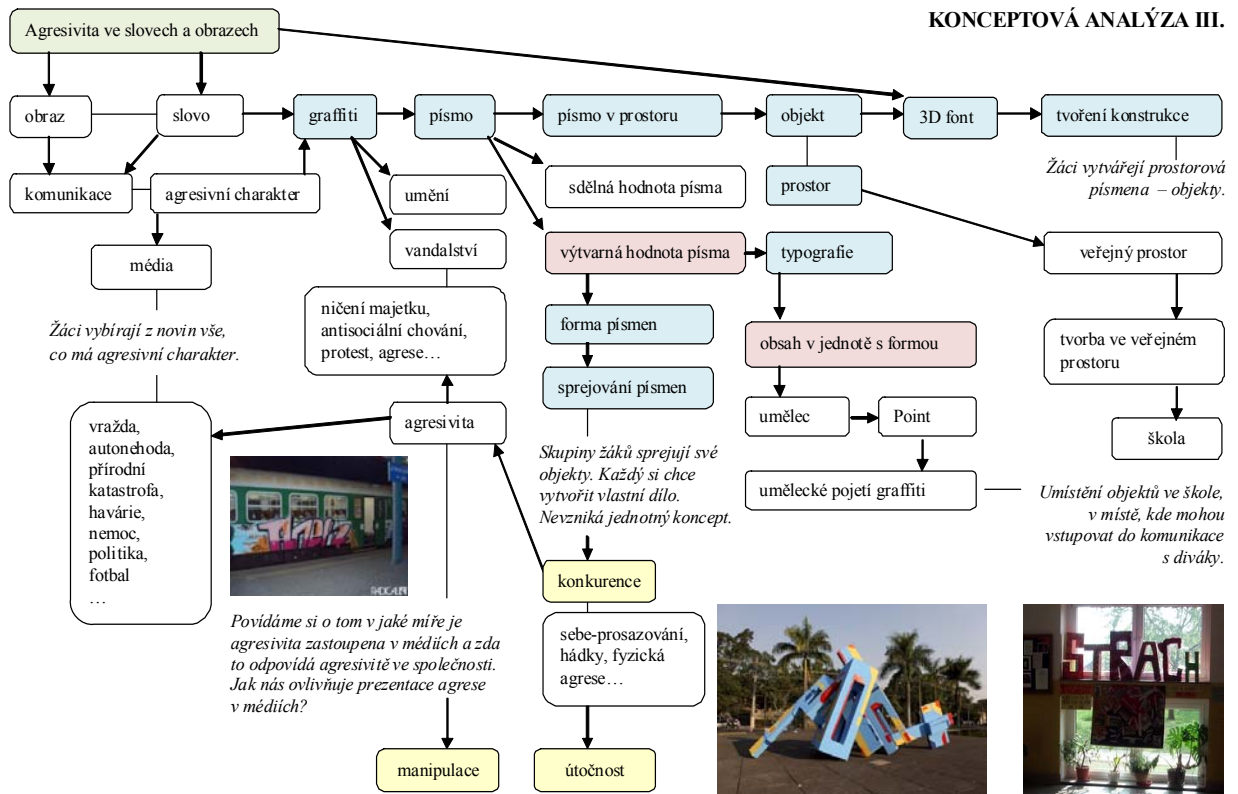 KONCEPTOVÁ ANALÝZA III.
Agresivita ve slovech a obrazech
obraz
slovo
graffiti
písmo
písmo v prostoru
objekt
3D font
tvoření konstrukce
Žáci vytvářejí prostorová
písmena – objekty.
komunikace
agresivní charakter
umění
sdělná hodnota písma
prostor
média
vandalství
výtvarná hodnota písma
typografie
veřejný prostor
Žáci vybírají z novin vše,
co má agresivní charakter.
ničení majetku,
antisociální chování,
protest, agrese…
forma písmen
obsah v jednotě s formou
tvorba ve veřejném
prostoru
sprejování písmen
vražda,
autonehoda,
přírodní
katastrofa,
havárie,
nemoc,
politika,
fotbal
…
agresivita
umělec
Point
škola
Skupiny žáků sprejují své
objekty. Každý si chce
vytvořit vlastní dílo.
Nevzniká jednotný koncept.
umělecké pojetí graffiti
Umístění objektů ve škole,
v místě, kde mohou
vstupovat do komunikace
s diváky.
konkurence
Povídáme si o tom v jaké míře je
agresivita zastoupena v médiích a zda
to odpovídá agresivitě ve společnosti.
Jak nás ovlivňuje prezentace agrese
v médiích?
sebe-prosazování,
hádky, fyzická
agrese…
STRACH
manipulace
útočnost